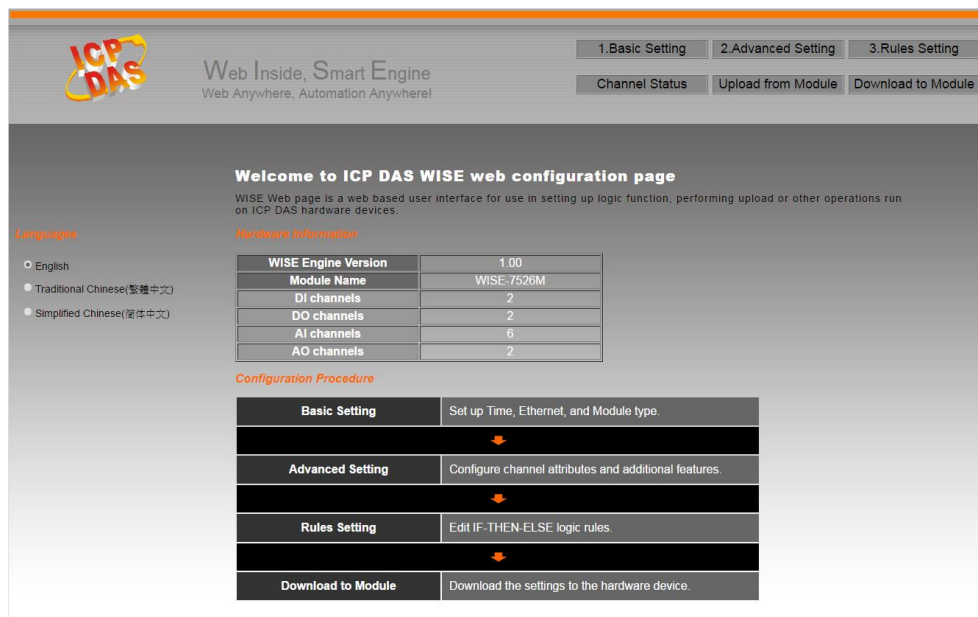 ICP
DAS
Web Inside, Smart Engine
Web Anywhere, Automation Anywhere!
1.Basic Setting
2.Advanced Setting
3.Rules Setting
Channel Status
Upload from Module
Download to Module
Welcome to ICP DAS WISE web configuration page
WISE Web page is a web based user interface for use in setting up logic function, performing upload or other operations run
on ICP DAS hardware devices.
Languages
English
Traditional Chinese(繁體中文)
Simplified Chinese(简体中文)
Hardware Information
WISE Engine Version 1.00
Module Name WISE-7526M
DI channels 2
DO channels 2
AI channels 6
AO channels 2
Configuration Procedure
Basic Setting Set up Time, Ethernet, and Module type.
Advanced Setting Configure channel attributes and additional features.
Rules Setting Edit IF-THEN-ELSE logic rules.
Download to Module Download the settings to the hardware device.